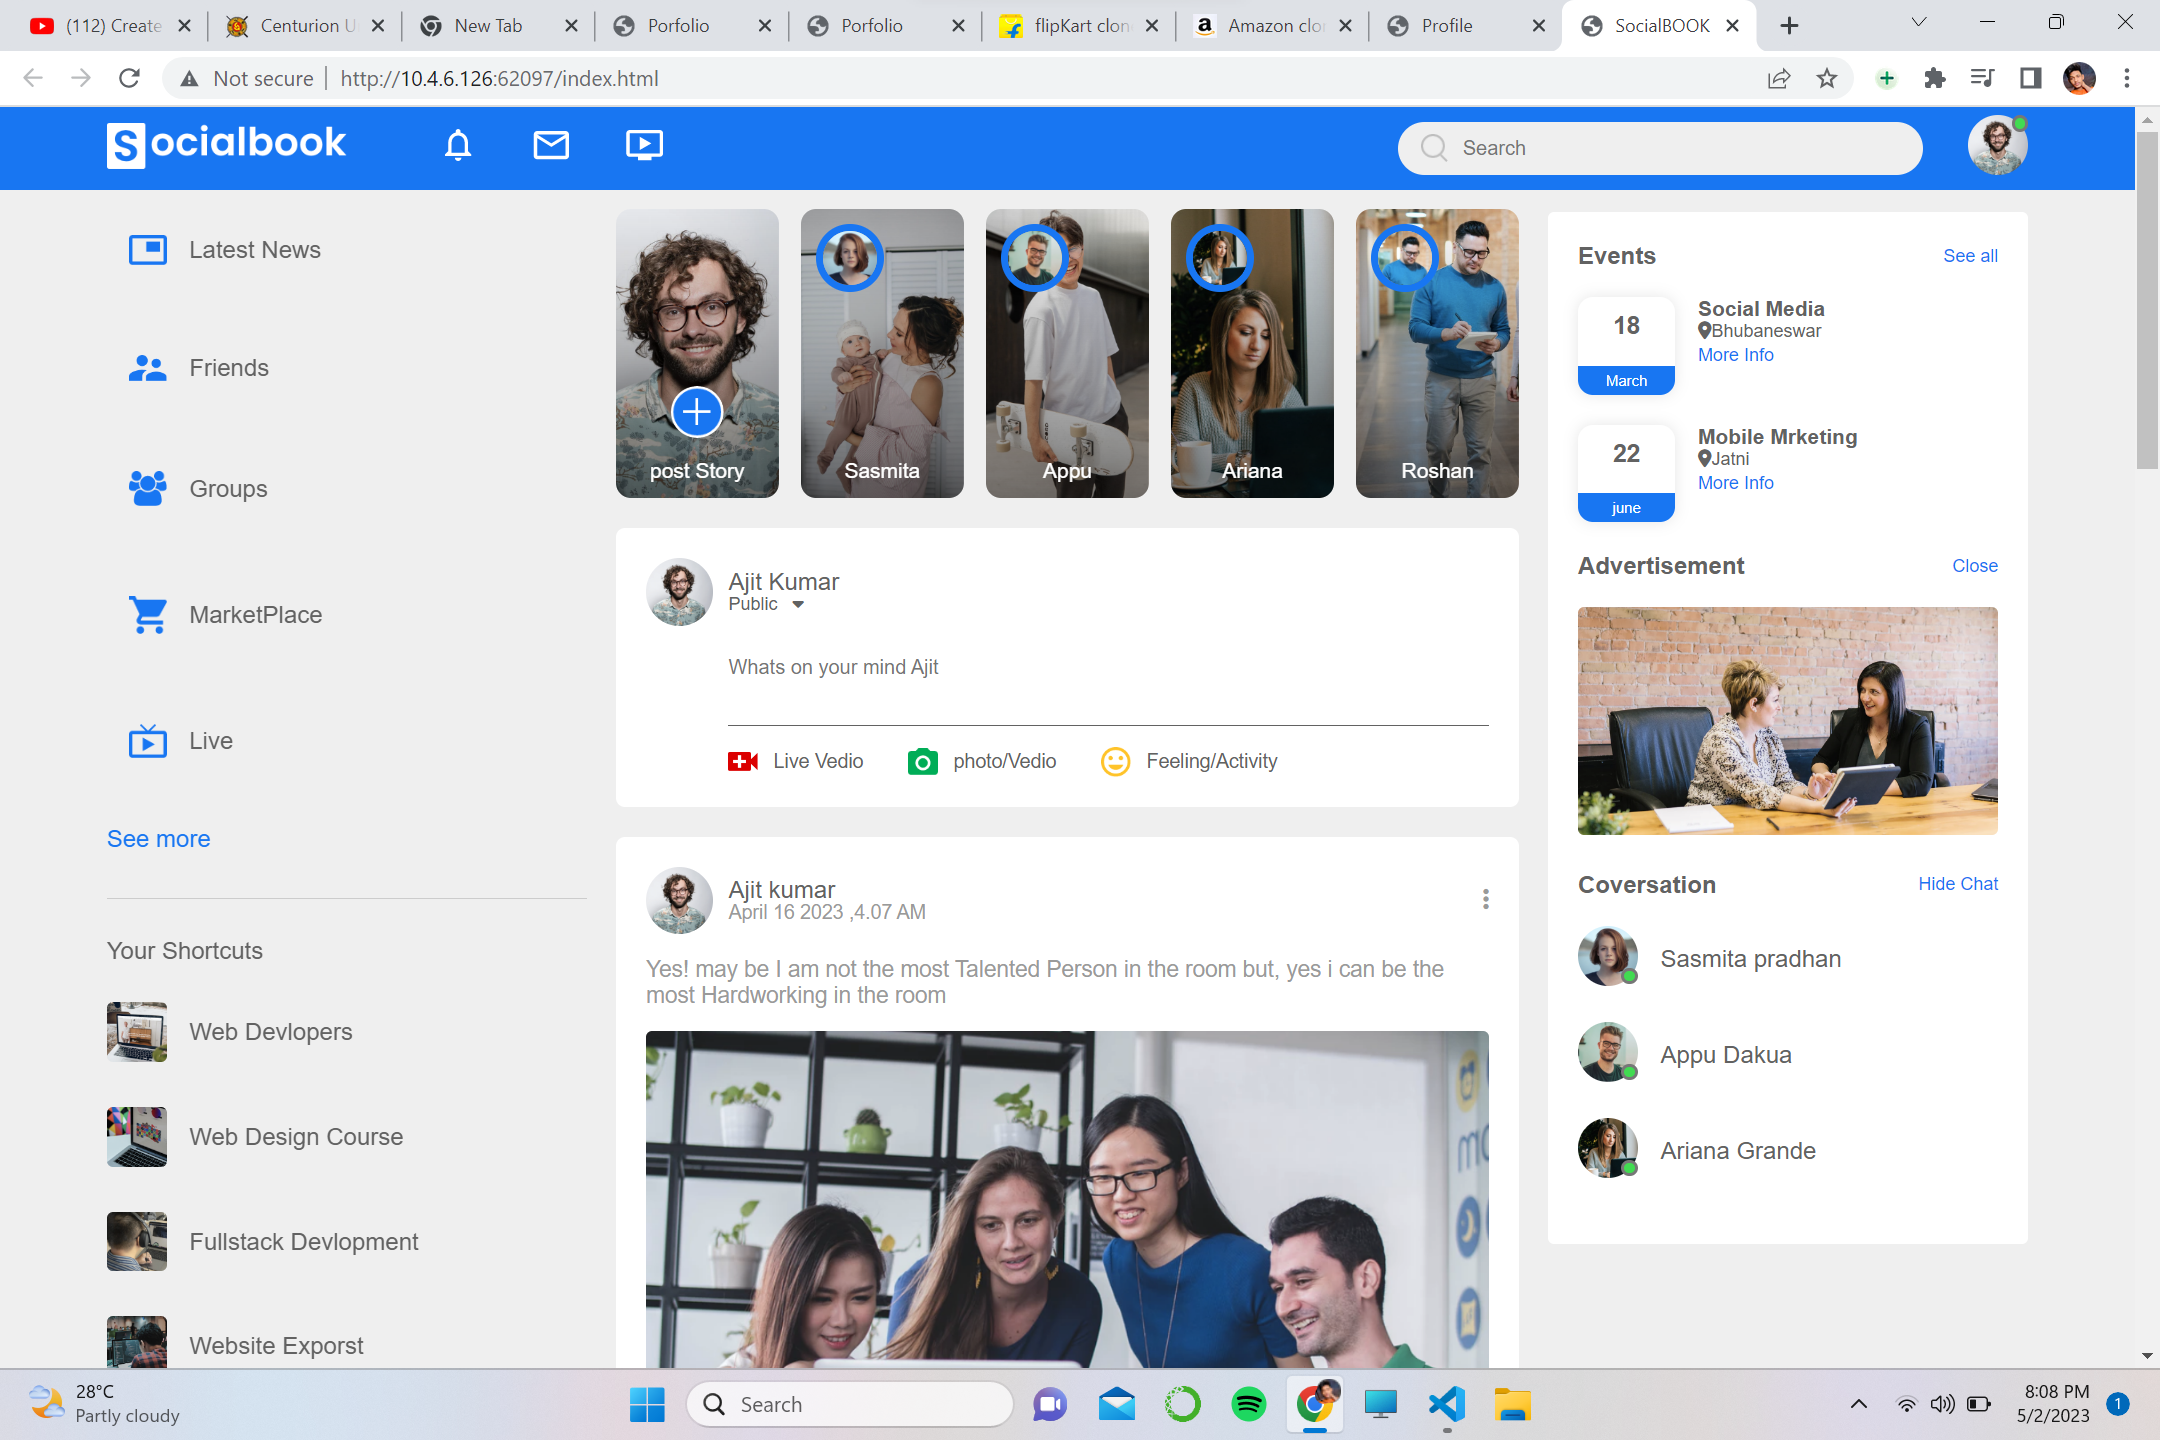 (112) Create
Centurion U
New Tab
Porfolio
Porfolio
flipKart clon
Amazon clon
Profile
SocialBOOK
Not secure
http://10.4.6.126:62097/index.html
Socialbook
Search
Latest News
Friends
Groups
MarketPlace
Live
See more
Your Shortcuts
Web Devlopers
Web Design Course
Fullstack Devlopment
Website Exporst
post Story
Sasmita
Appu
Ariana
Roshan
Ajit Kumar
Public
Whats on your mind Ajit
Live Vedio
photo/Vedio
Feeling/Activity
Ajit kumar
April 16 2023 ,4.07 AM
Yes! may be I am not the most Talented Person in the room but, yes i can be the
most Hardworking in the room
Events
See all
18
March
Social Media
Bhubaneswar
More Info
22
june
Mobile Mrketing
Jatni
More Info
Advertisement
Close
Coversation
Hide Chat
Sasmita pradhan
Appu Dakua
Ariana Grande
28°C
Partly cloudy
Search
8:08 PM
5/2/2023
1